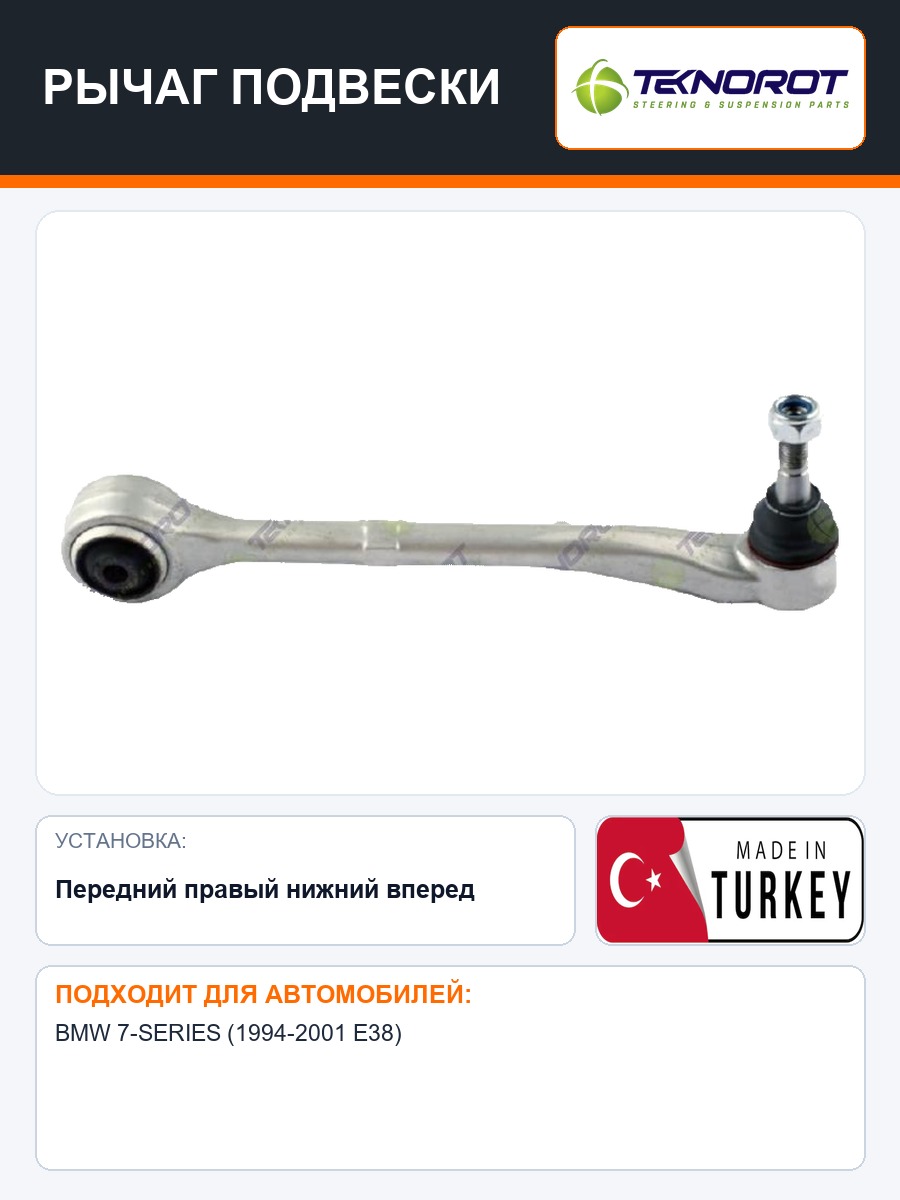 РЫЧАГ ПОДВЕСКИ
TEKNOROT
STEERING & SUSPENSION PARTS
УСТАНОВКА:
Передний правый нижний вперед
MADE IN
TURKEY
ПОДХОДИТ ДЛЯ АВТОМОБИЛЕЙ:
BMW 7-SERIES (1994-2001 E38)